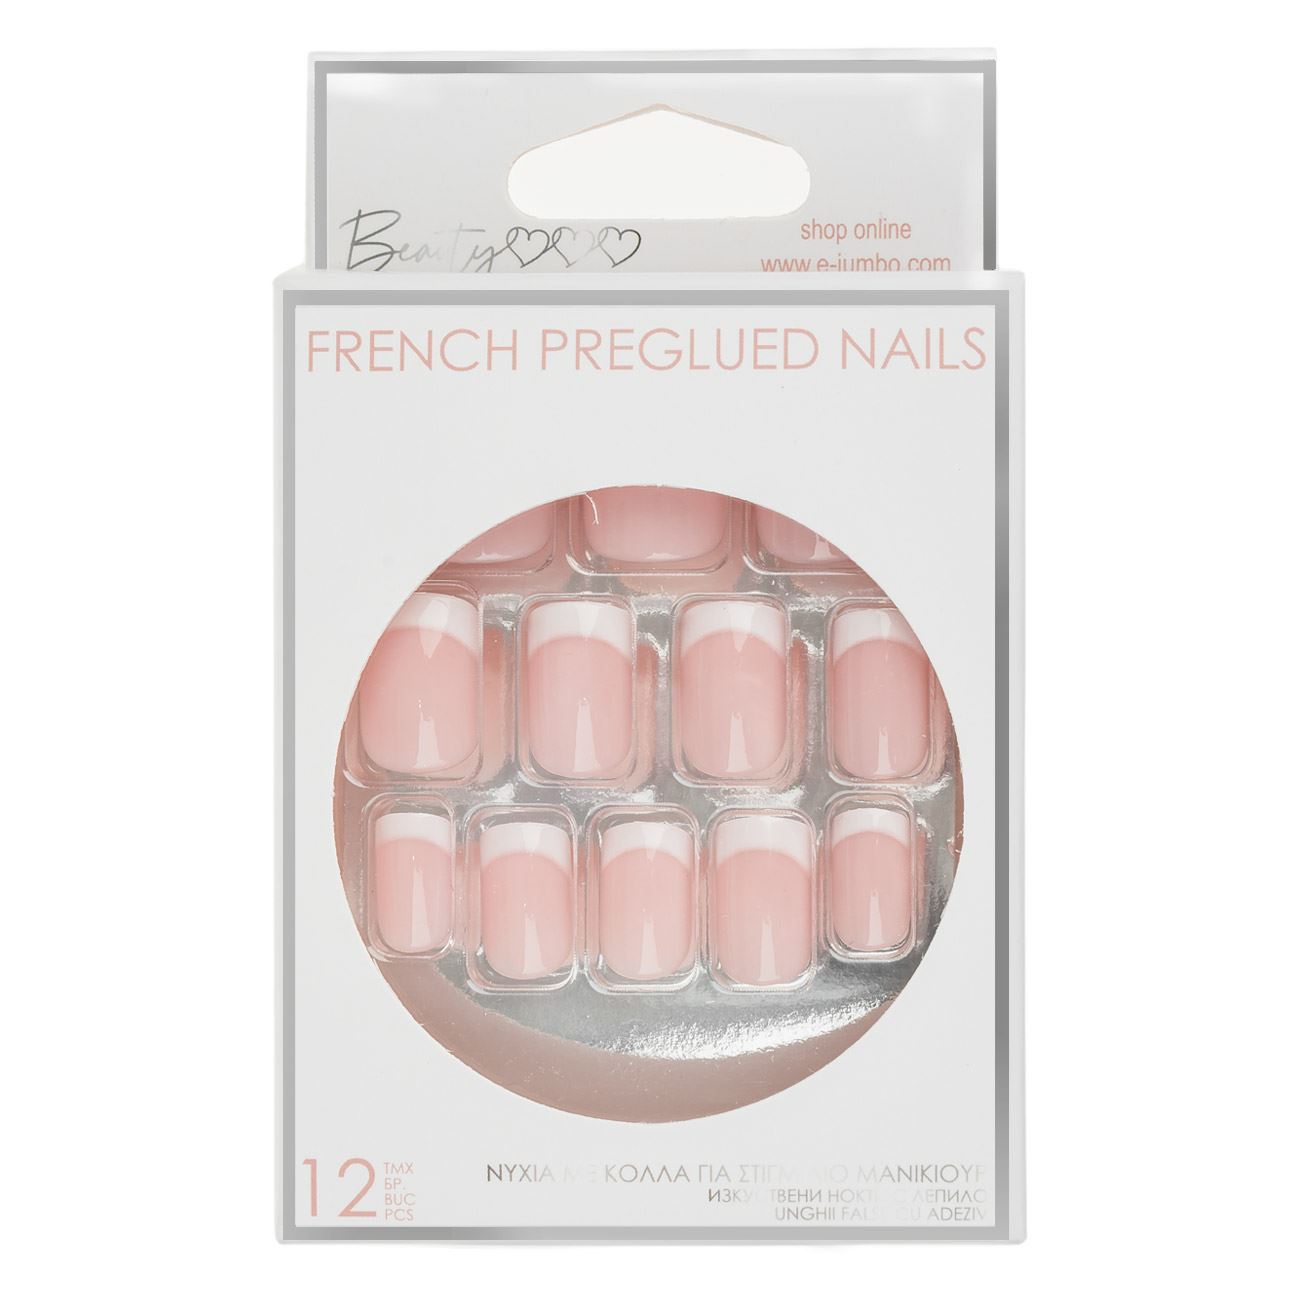 Beauty
shop online
www.e-jumbo.com
FRENCH PREGLUED NAILS
12
ΤΜΧ
БР.
BUC
PCS
ΝΥΧΙΑ ΜΕ ΚΟΛΛΑ ΓΙΑ ΣΤΙΓΜΙΑΙΟ ΜΑΝΙΚΙΟΥΡ
ИЗКУСТВЕНИ НОКТИ С ЛЕПИЛО
UNGHII FALSE CU ADEZIV